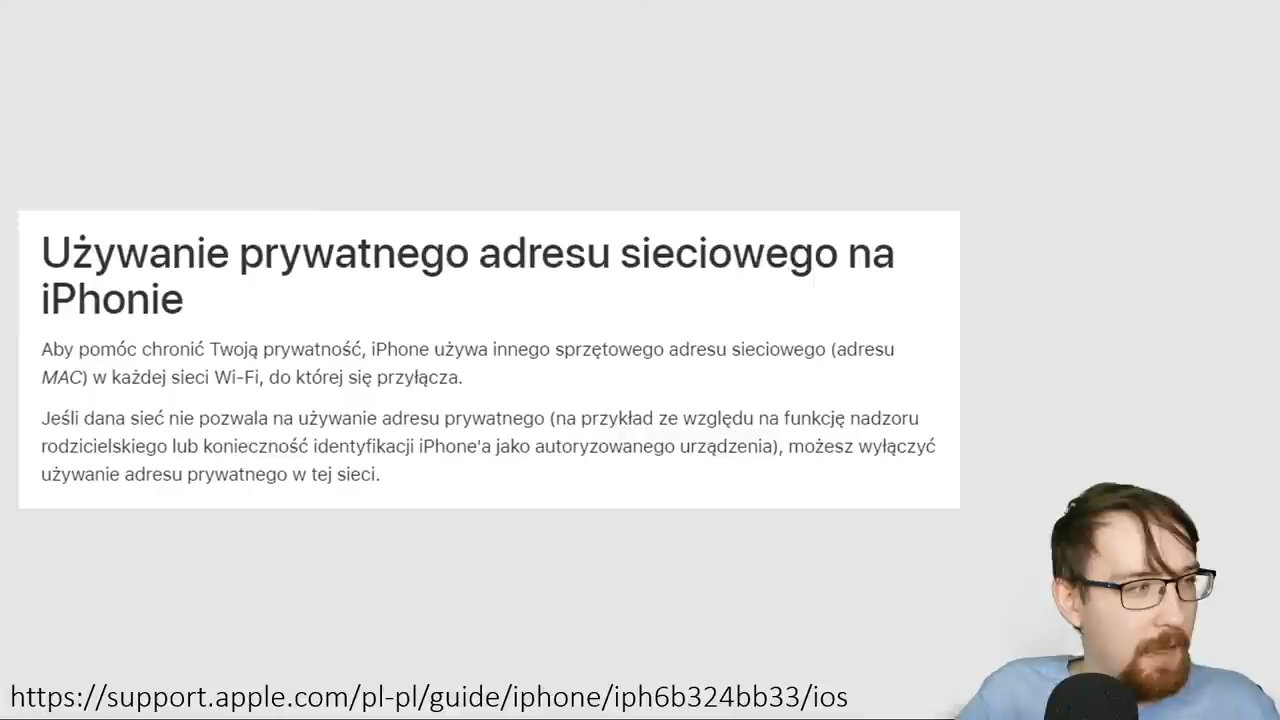 Używanie prywatnego adresu sieciowego na
iPhonie
Aby pomóc chronić Twoją prywatność, iPhone używa innego sprzętowego adresu sieciowego (adresu
MAC) w każdej sieci Wi-Fi, do której się przyłącza.
Jeśli dana sieć nie pozwala na używanie adresu prywatnego (na przykład ze względu na funkcję nadzoru
rodzicielskiego lub konieczność identyfikacji iPhone'a jako autoryzowanego urządzenia), możesz wyłączyć
używanie adresu prywatnego w tej sieci.
https://support.apple.com/pl-pl/guide/iphone/iph6b324bb33/ios